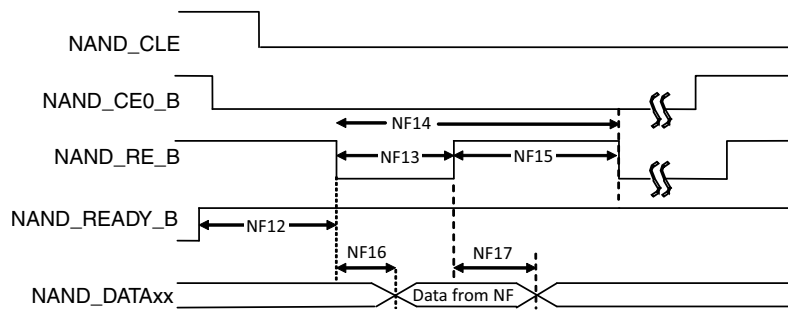 NAND_CLE
NAND_CE0_B
NF14
NAND_RE_B
NF13
NF15
NAND_READY_B
NF12
NF16
NF17
NAND_DATAxx
Data from NF